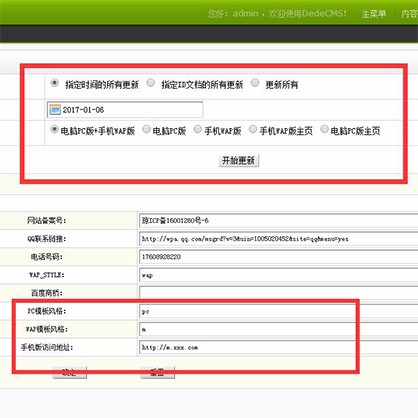 您好：admin ，欢迎使用DedeCMS! 主菜单 内容
指定时间的所有更新 指定ID文档的所有更新 更新所有
2017-01-06
电脑PC版+手机WAP版 电脑PC版 手机WAP版 手机WAP版主页 电脑PC版主页
开始更新
网站备案号: 琼ICP备16001280号-6
QQ联系链接: http://wpa.qq.com/msgrd?v=3&uin=1005020452&site=qq&menu=yes
电话号码: 17608928220
WAP_STYLE: wap
百度商桥:
PC模板风格: pc
WAP模板风格: m
手机版访问地址: http://m.xxx.com
确定 重置